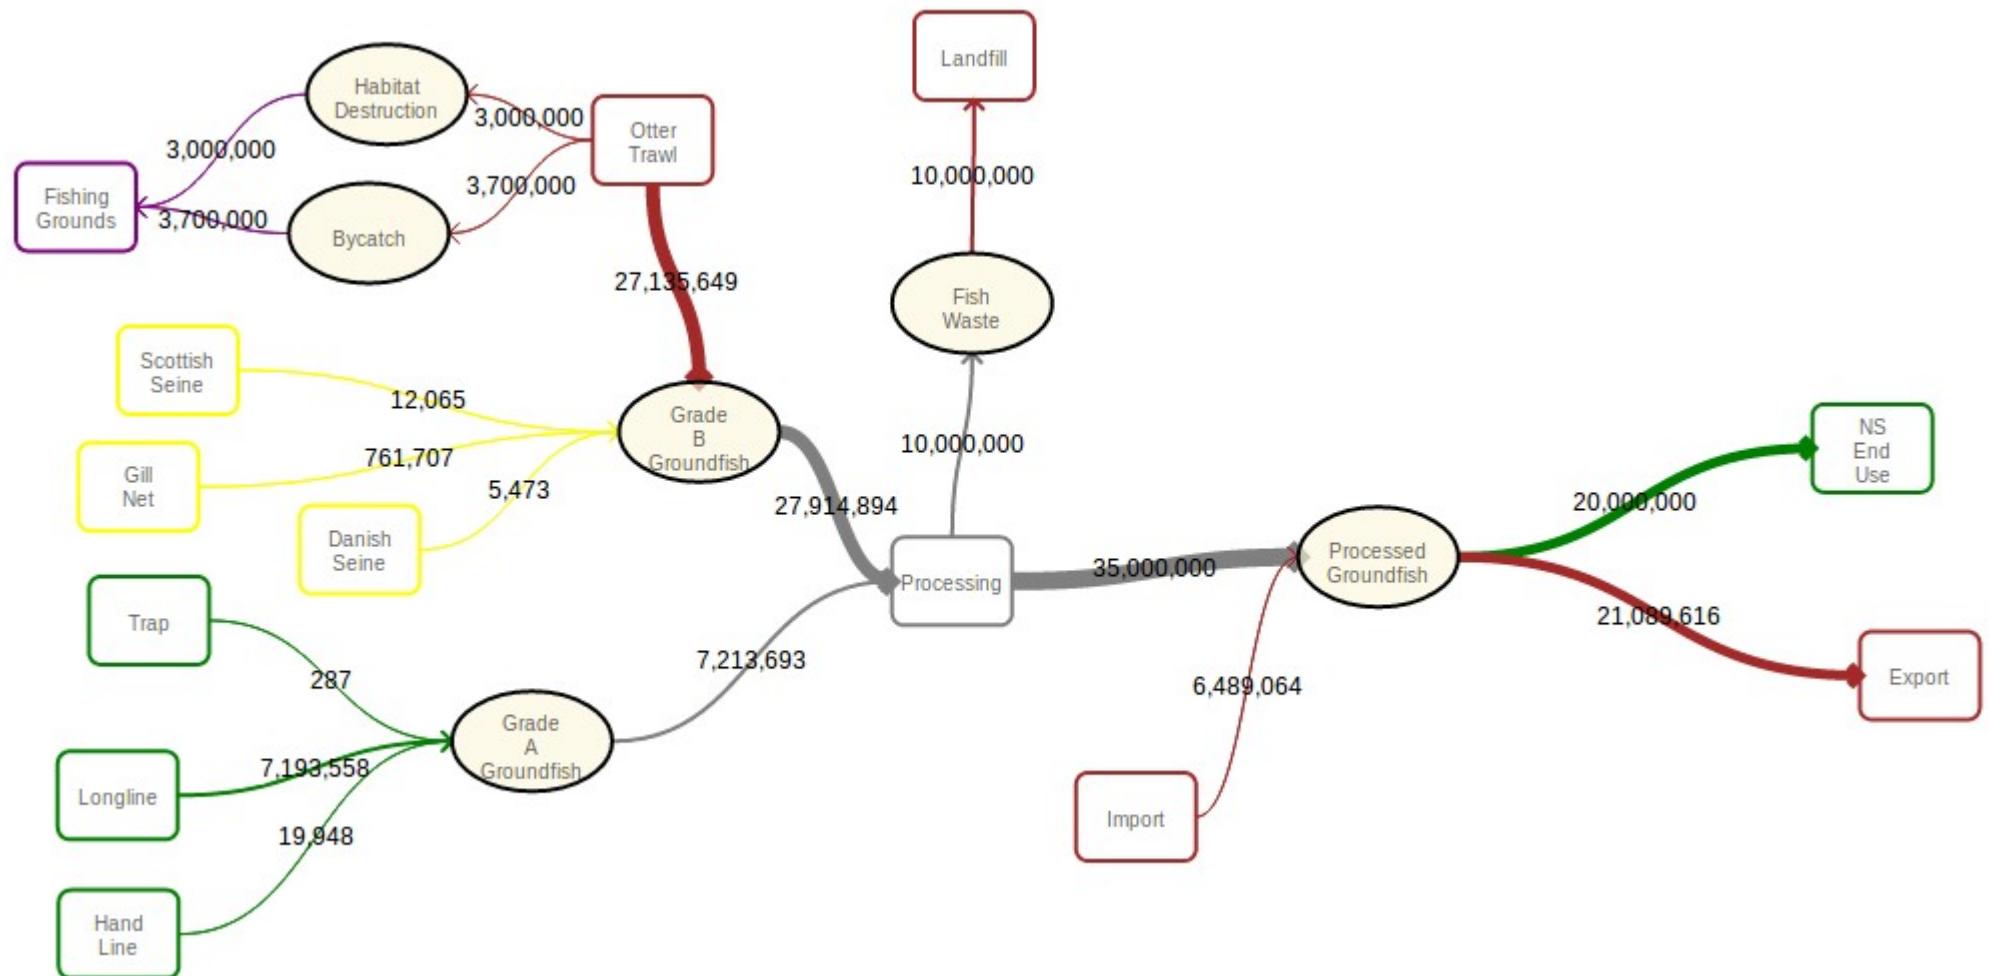 Landfill
Habitat
Destruction
3,000,000
Otter
Trawl
3,000,000
10,000,000
3,700,000
Fishing
Grounds
3,700,000
Bycatch
27,135,649
Fish
Waste
Scottish
Seine
12,065
Grade
B
Groundfish
10,000,000
NS
End
Use
761,707
Gill
Net
5,473
27,914,894
20,000,000
Danish
Seine
Processing
35,000,000
Processed
Groundfish
Trap
21,089,616
287
7,213,693
6,489,064
Export
Grade
A
Groundfish
7,193,558
Longline
Import
19,948
Hand
Line